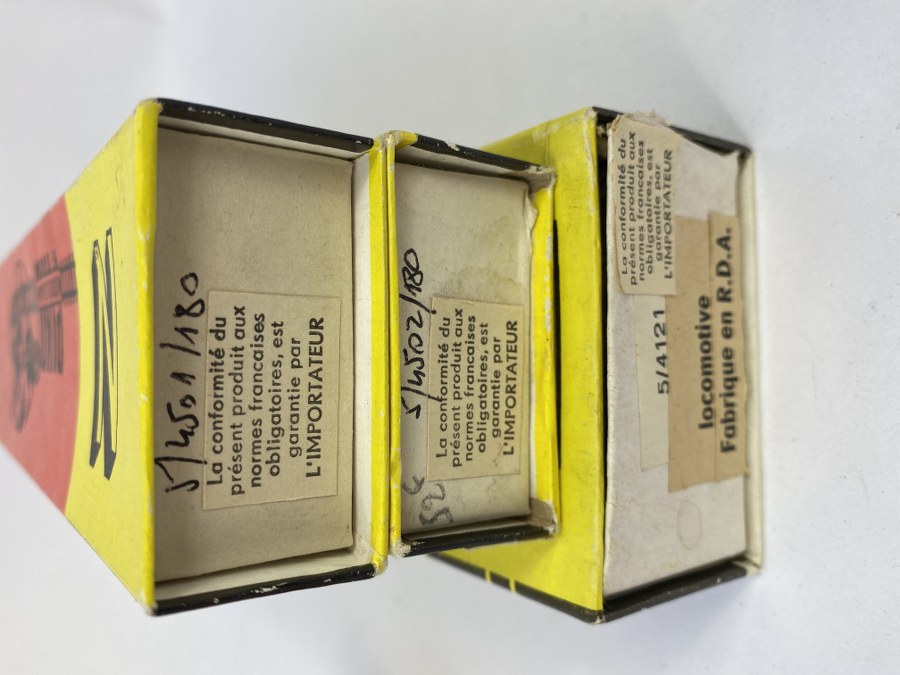 N
5/4501/180
La conformité du
présent produit aux
normes francaises
obligatoires, est
garantie par
L'IMPORTATEUR
5/4502/180
52
La conformité du
présent produit aux
normes francaises
obligatoires, est
garantie par
L'IMPORTATEUR
La conformité du
présent produit aux
normes francaises
obligatoires, est
garantie par
L'IMPORTATEUR
5/4121
Locomotive
Fabrique en R.D.A.